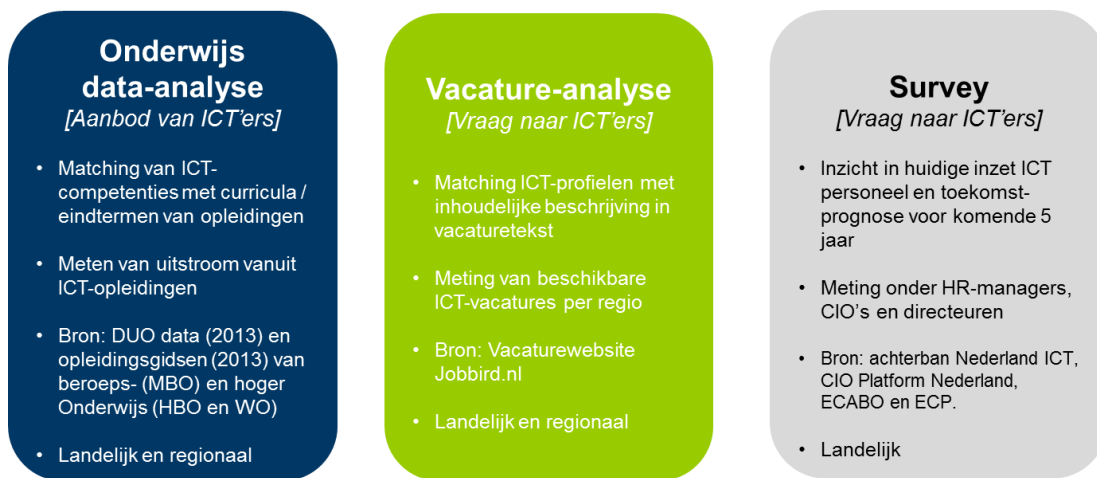 Onderwijs
data-analyse
[Aanbod van ICT'ers]
• Matching van ICT-
competenties met curricula /
eindtermen van opleidingen
• Meten van uitstroom vanuit
ICT-opleidingen
• Bron: DUO data (2013) en
opleidingsgidsen (2013) van
beroeps- (MBO) en hoger
Onderwijs (HBO en WO)
• Landelijk en regionaal
Vacature-analyse
[Vraag naar ICT'ers]
• Matching ICT-profielen met
inhoudelijke beschrijving in
vacaturetekst
• Meting van beschikbare
ICT-vacatures per regio
• Bron: Vacaturewebsite
Jobbird.nl
• Landelijk en regionaal
Survey
[Vraag naar ICT'ers]
• Inzicht in huidige inzet ICT
personeel en toekomst-
prognose voor komende 5
jaar
• Meting onder HR-managers,
CIO's en directeuren
• Bron: achterban Nederland ICT,
CIO Platform Nederland,
ECABO en ECP.
• Landelijk